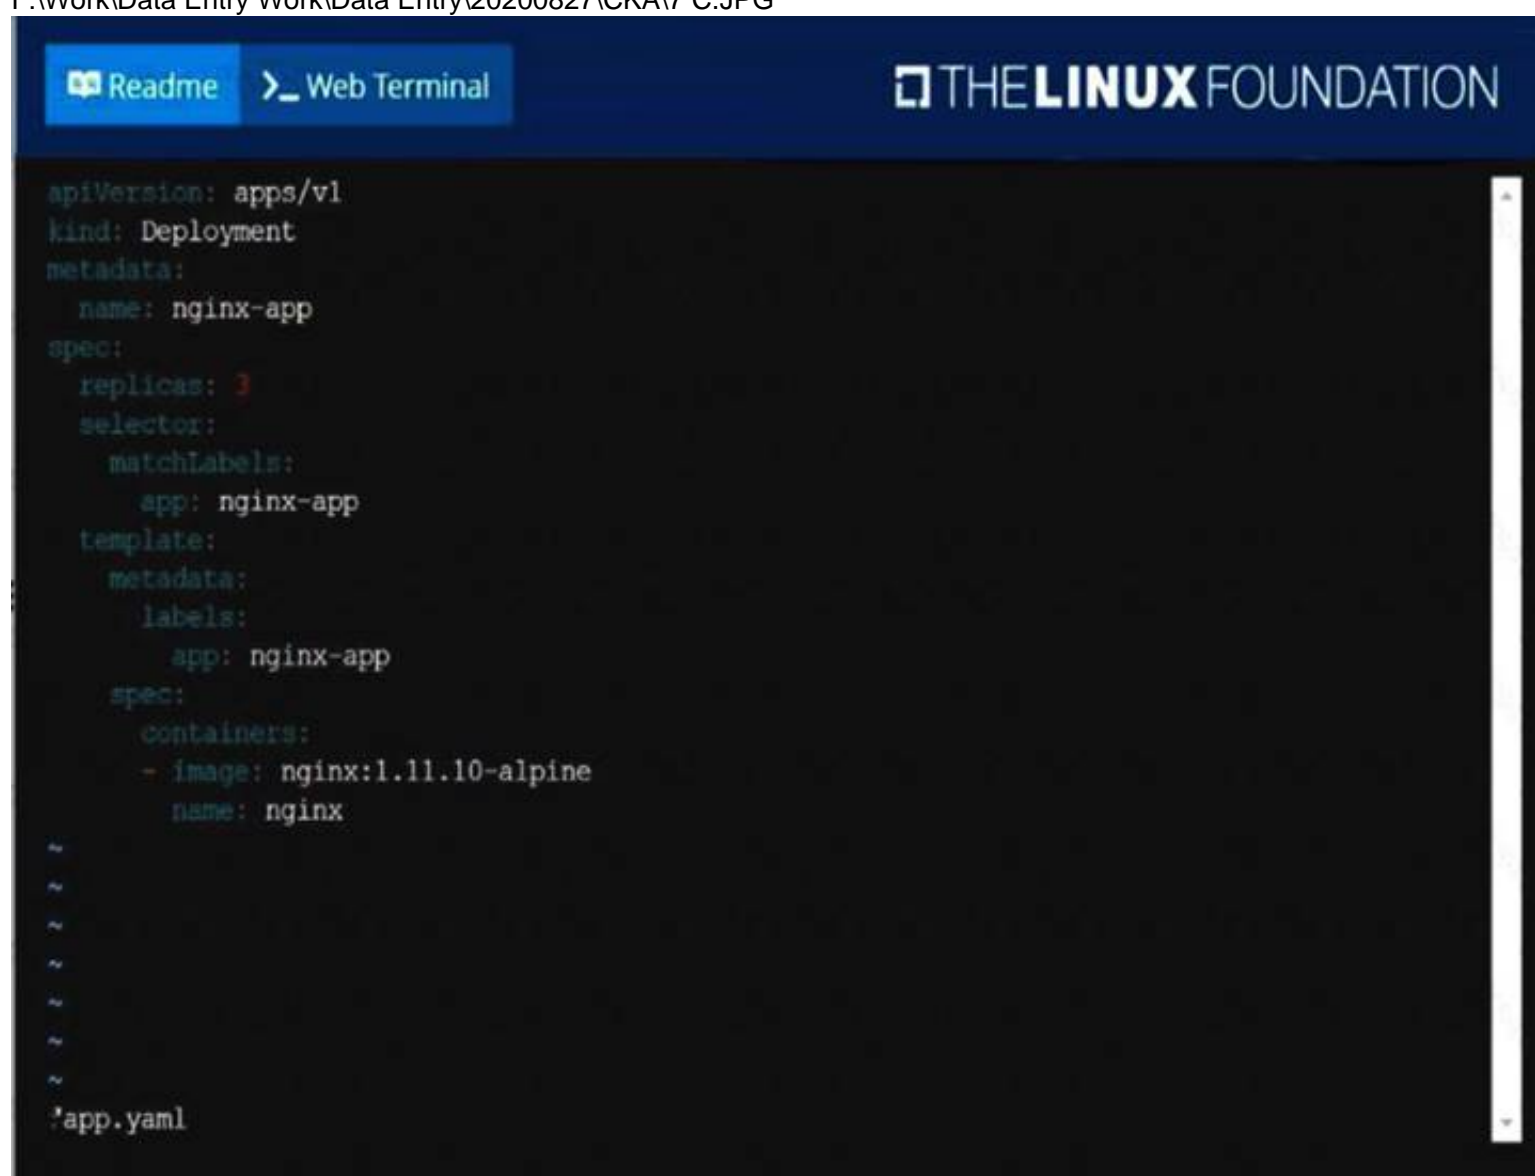 F:\Work\Data Entry Work\Data Entry\20200827\CKA\7 C.JPG
Readme
Web Terminal
THE LINUX FOUNDATION
apiVersion: apps/v1
kind: Deployment
metadata:
  name: nginx-app
spec:
  replicas: 3
  selector:
    matchLabels:
      app: nginx-app
  template:
    metadata:
      labels:
        app: nginx-app
    spec:
      containers:
      - image: nginx:1.11.10-alpine
        name: nginx
~
~
~
~
~
~
~
"app.yaml